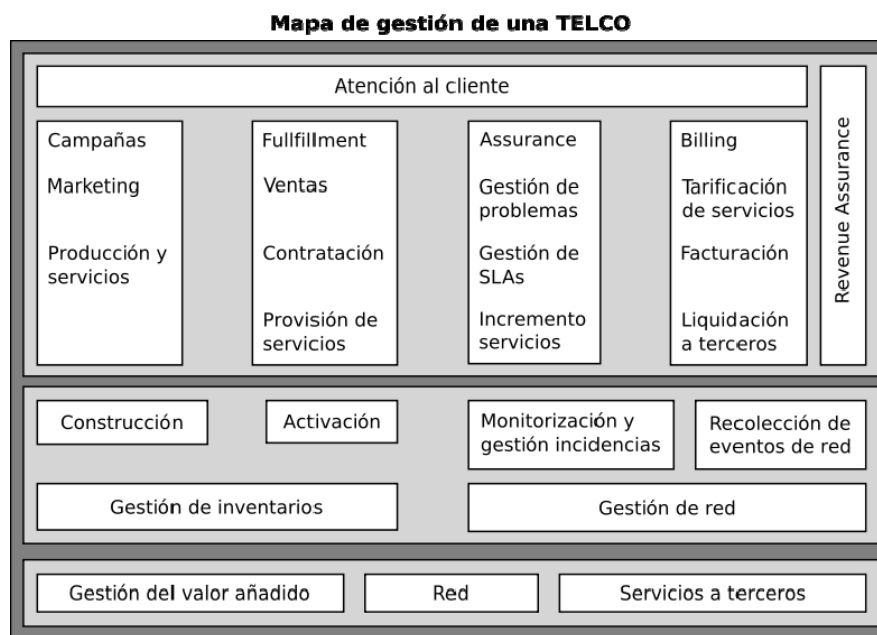 Mapa de gestión de una TELCO
Atención al cliente
Campañas
Marketing
Producción y
servicios
Fullfillment
Ventas
Contratación
Provisión de
servicios
Assurance
Gestión de
problemas
Gestión de
SLAs
Incremento
servicios
Billing
Tarificación
de servicios
Facturación
Liquidación
a terceros
Revenue Assurance
Construcción
Activación
Monitorización y
gestión incidencias
Recolección de
eventos de red
Gestión de inventarios
Gestión de red
Gestión del valor añadido
Red
Servicios a terceros